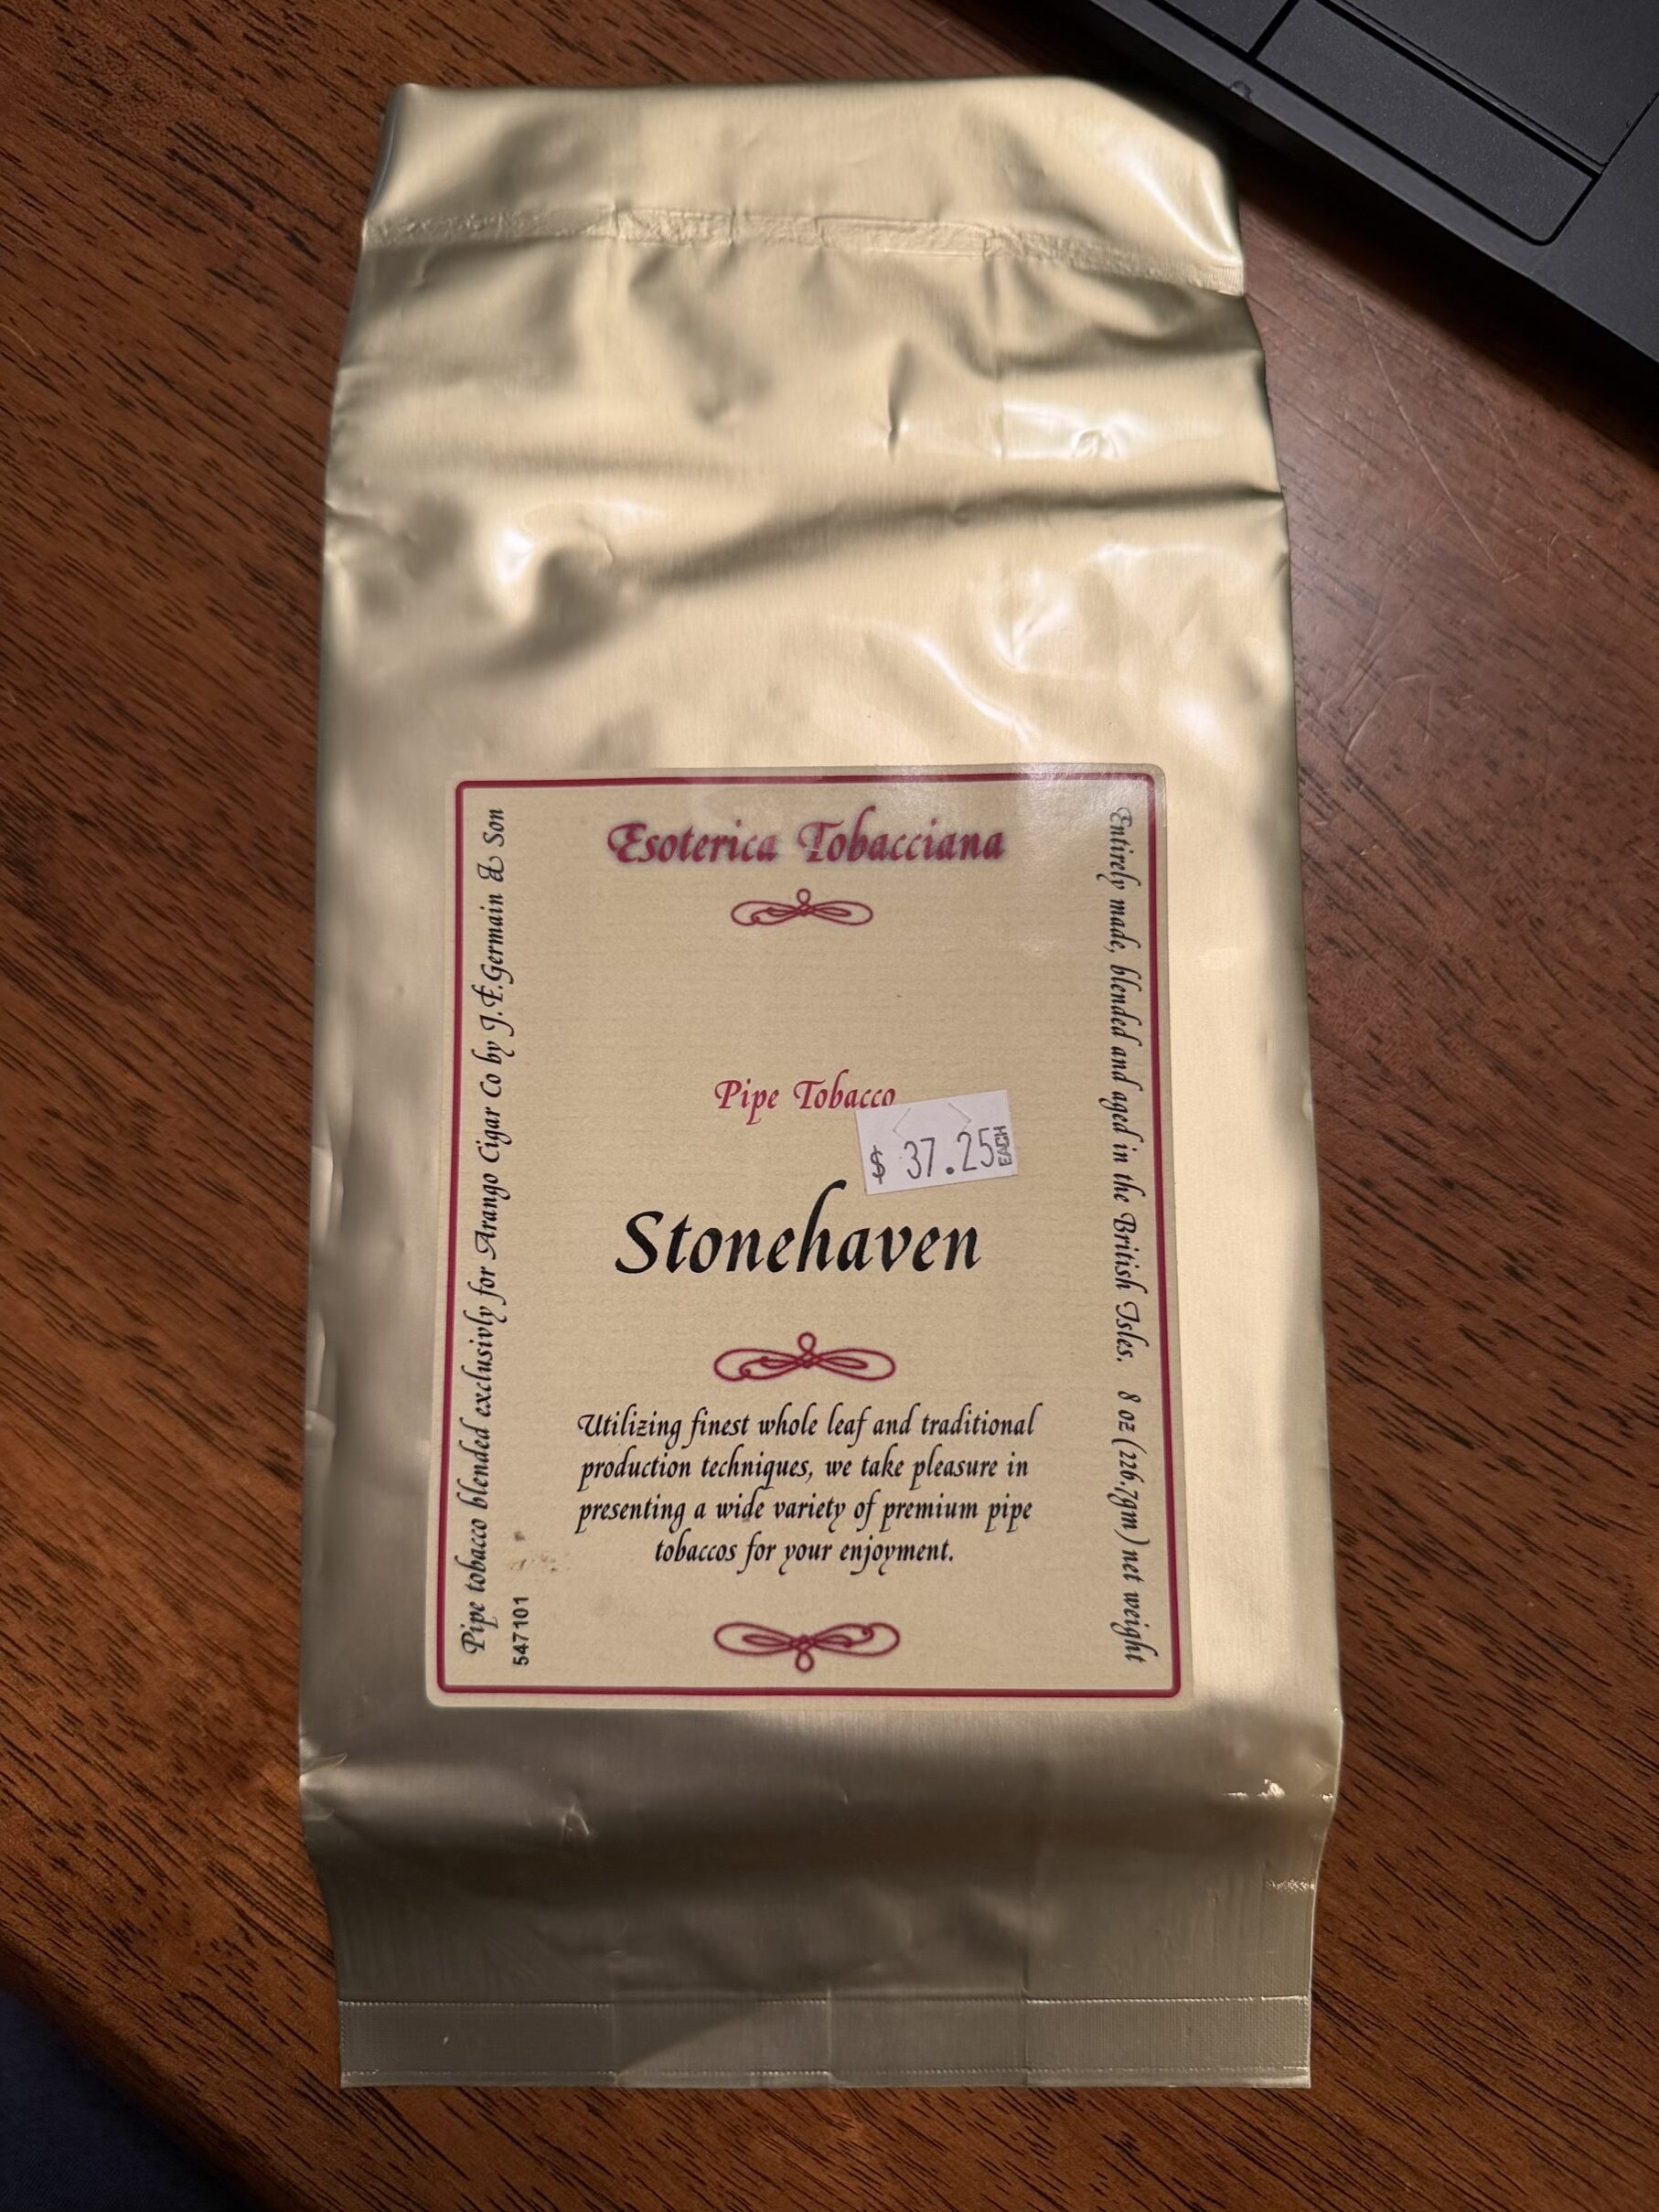 Esoterica Tobacciana
Pipe Tobacco
$ 37.25 EACH
Stonehaven
Utilizing finest whole leaf and traditional
production techniques, we take pleasure in
presenting a wide variety of premium pipe
tobaccos for your enjoyment.
Pipe tobacco blended exclusivly for Arango Cigar Co by J.F.Germain & Son
547101
Entirely made, blended and aged in the British Isles. 8 oz (226.7gm) net weight